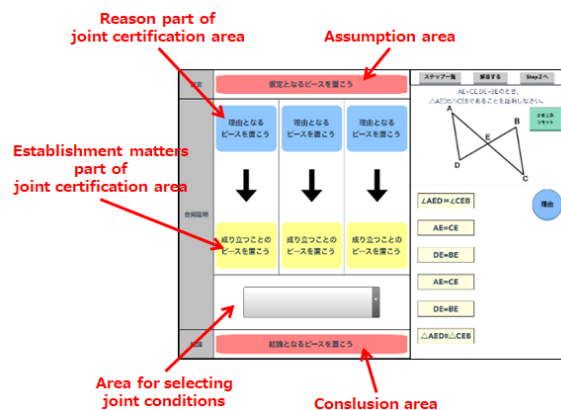 Reason part of
joint certification area
Assumption area
仮定となるピースを置こう
ステップ一覧
解答する
Step2へ
AE=CE,DE=BEのとき、
△AED≡△CEBであることを証明しなさい。
理由となる
ピースを置こう
理由となる
ピースを置こう
理由となる
ピースを置こう
リセット
A
B
E
D
C
Establishment matters
part of
joint certification area
∠AED=∠CEB
理由
合同証明
AE=CE
成り立つことの
ピースを置こう
成り立つことの
ピースを置こう
成り立つことの
ピースを置こう
DE=BE
AE=CE
DE=BE
結論となるピースを置こう
△AED≡△CEB
Area for selecting
joint conditions
Conslusion area